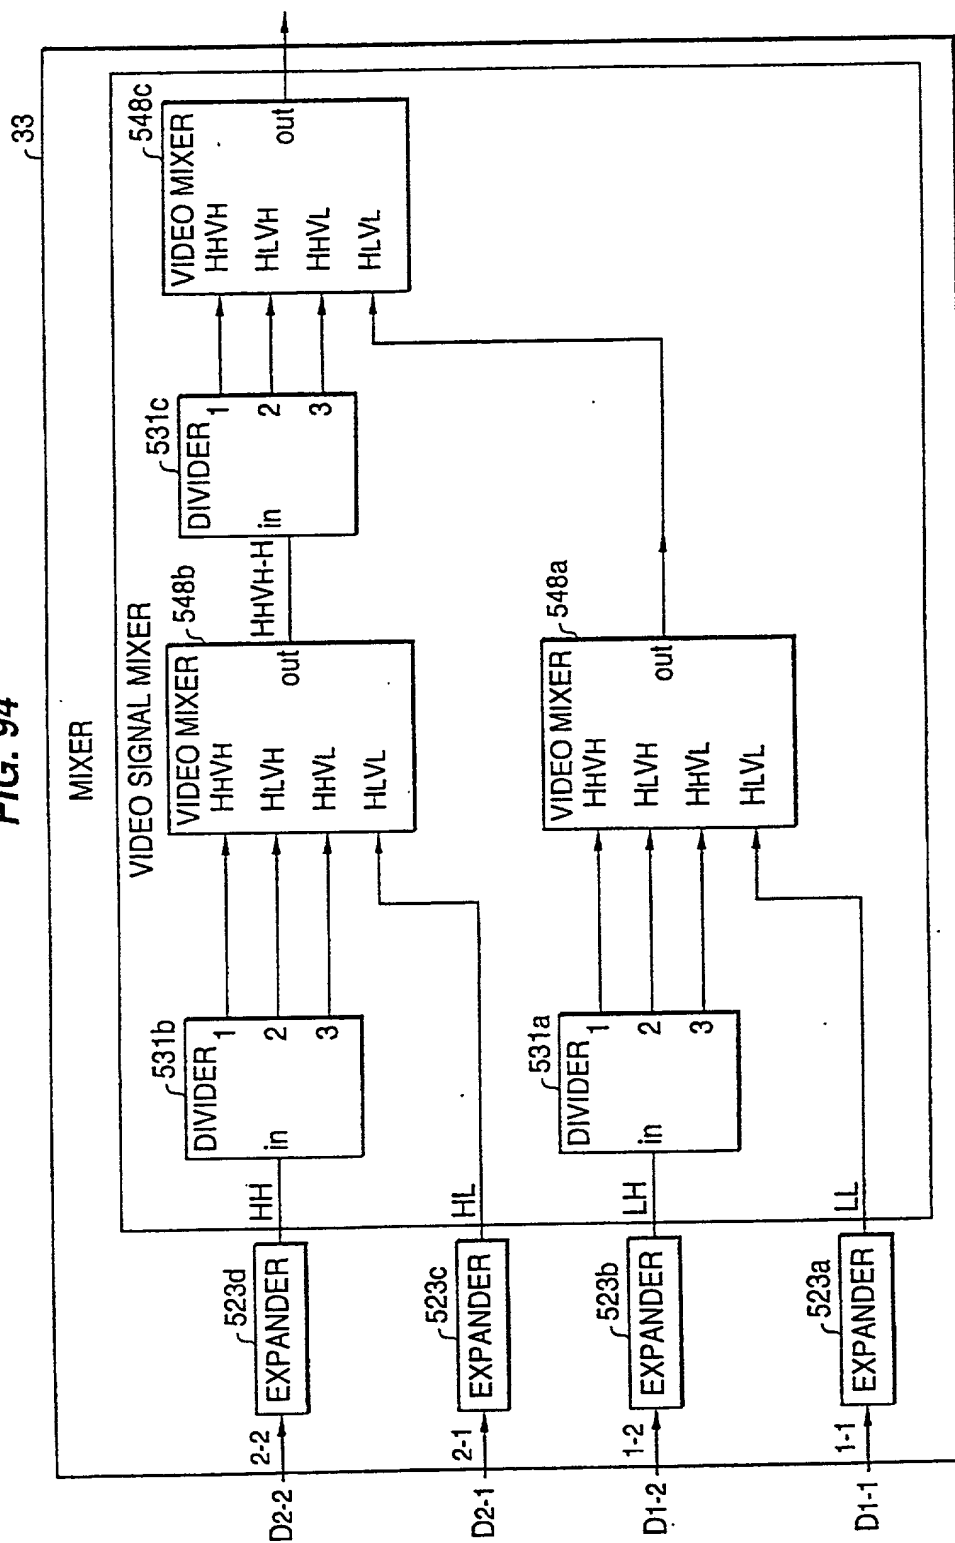 FIG. 94
33
MIXER
VIDEO SIGNAL MIXER
D2-2
2-2
EXPANDER
523d
HH
DIVIDER
531b
in
1
2
3
VIDEO MIXER
548b
HHVH
HLVH
HHVL
HLVL
out
HHVH-H
DIVIDER
531c
in
1
2
3
VIDEO MIXER
548c
HHVH
HLVH
HHVL
HLVL
out
D2-1
2-1
EXPANDER
523c
HL
D1-2
1-2
EXPANDER
523b
LH
DIVIDER
531a
in
1
2
3
VIDEO MIXER
548a
HHVH
HLVH
HHVL
HLVL
out
D1-1
1-1
EXPANDER
523a
LL